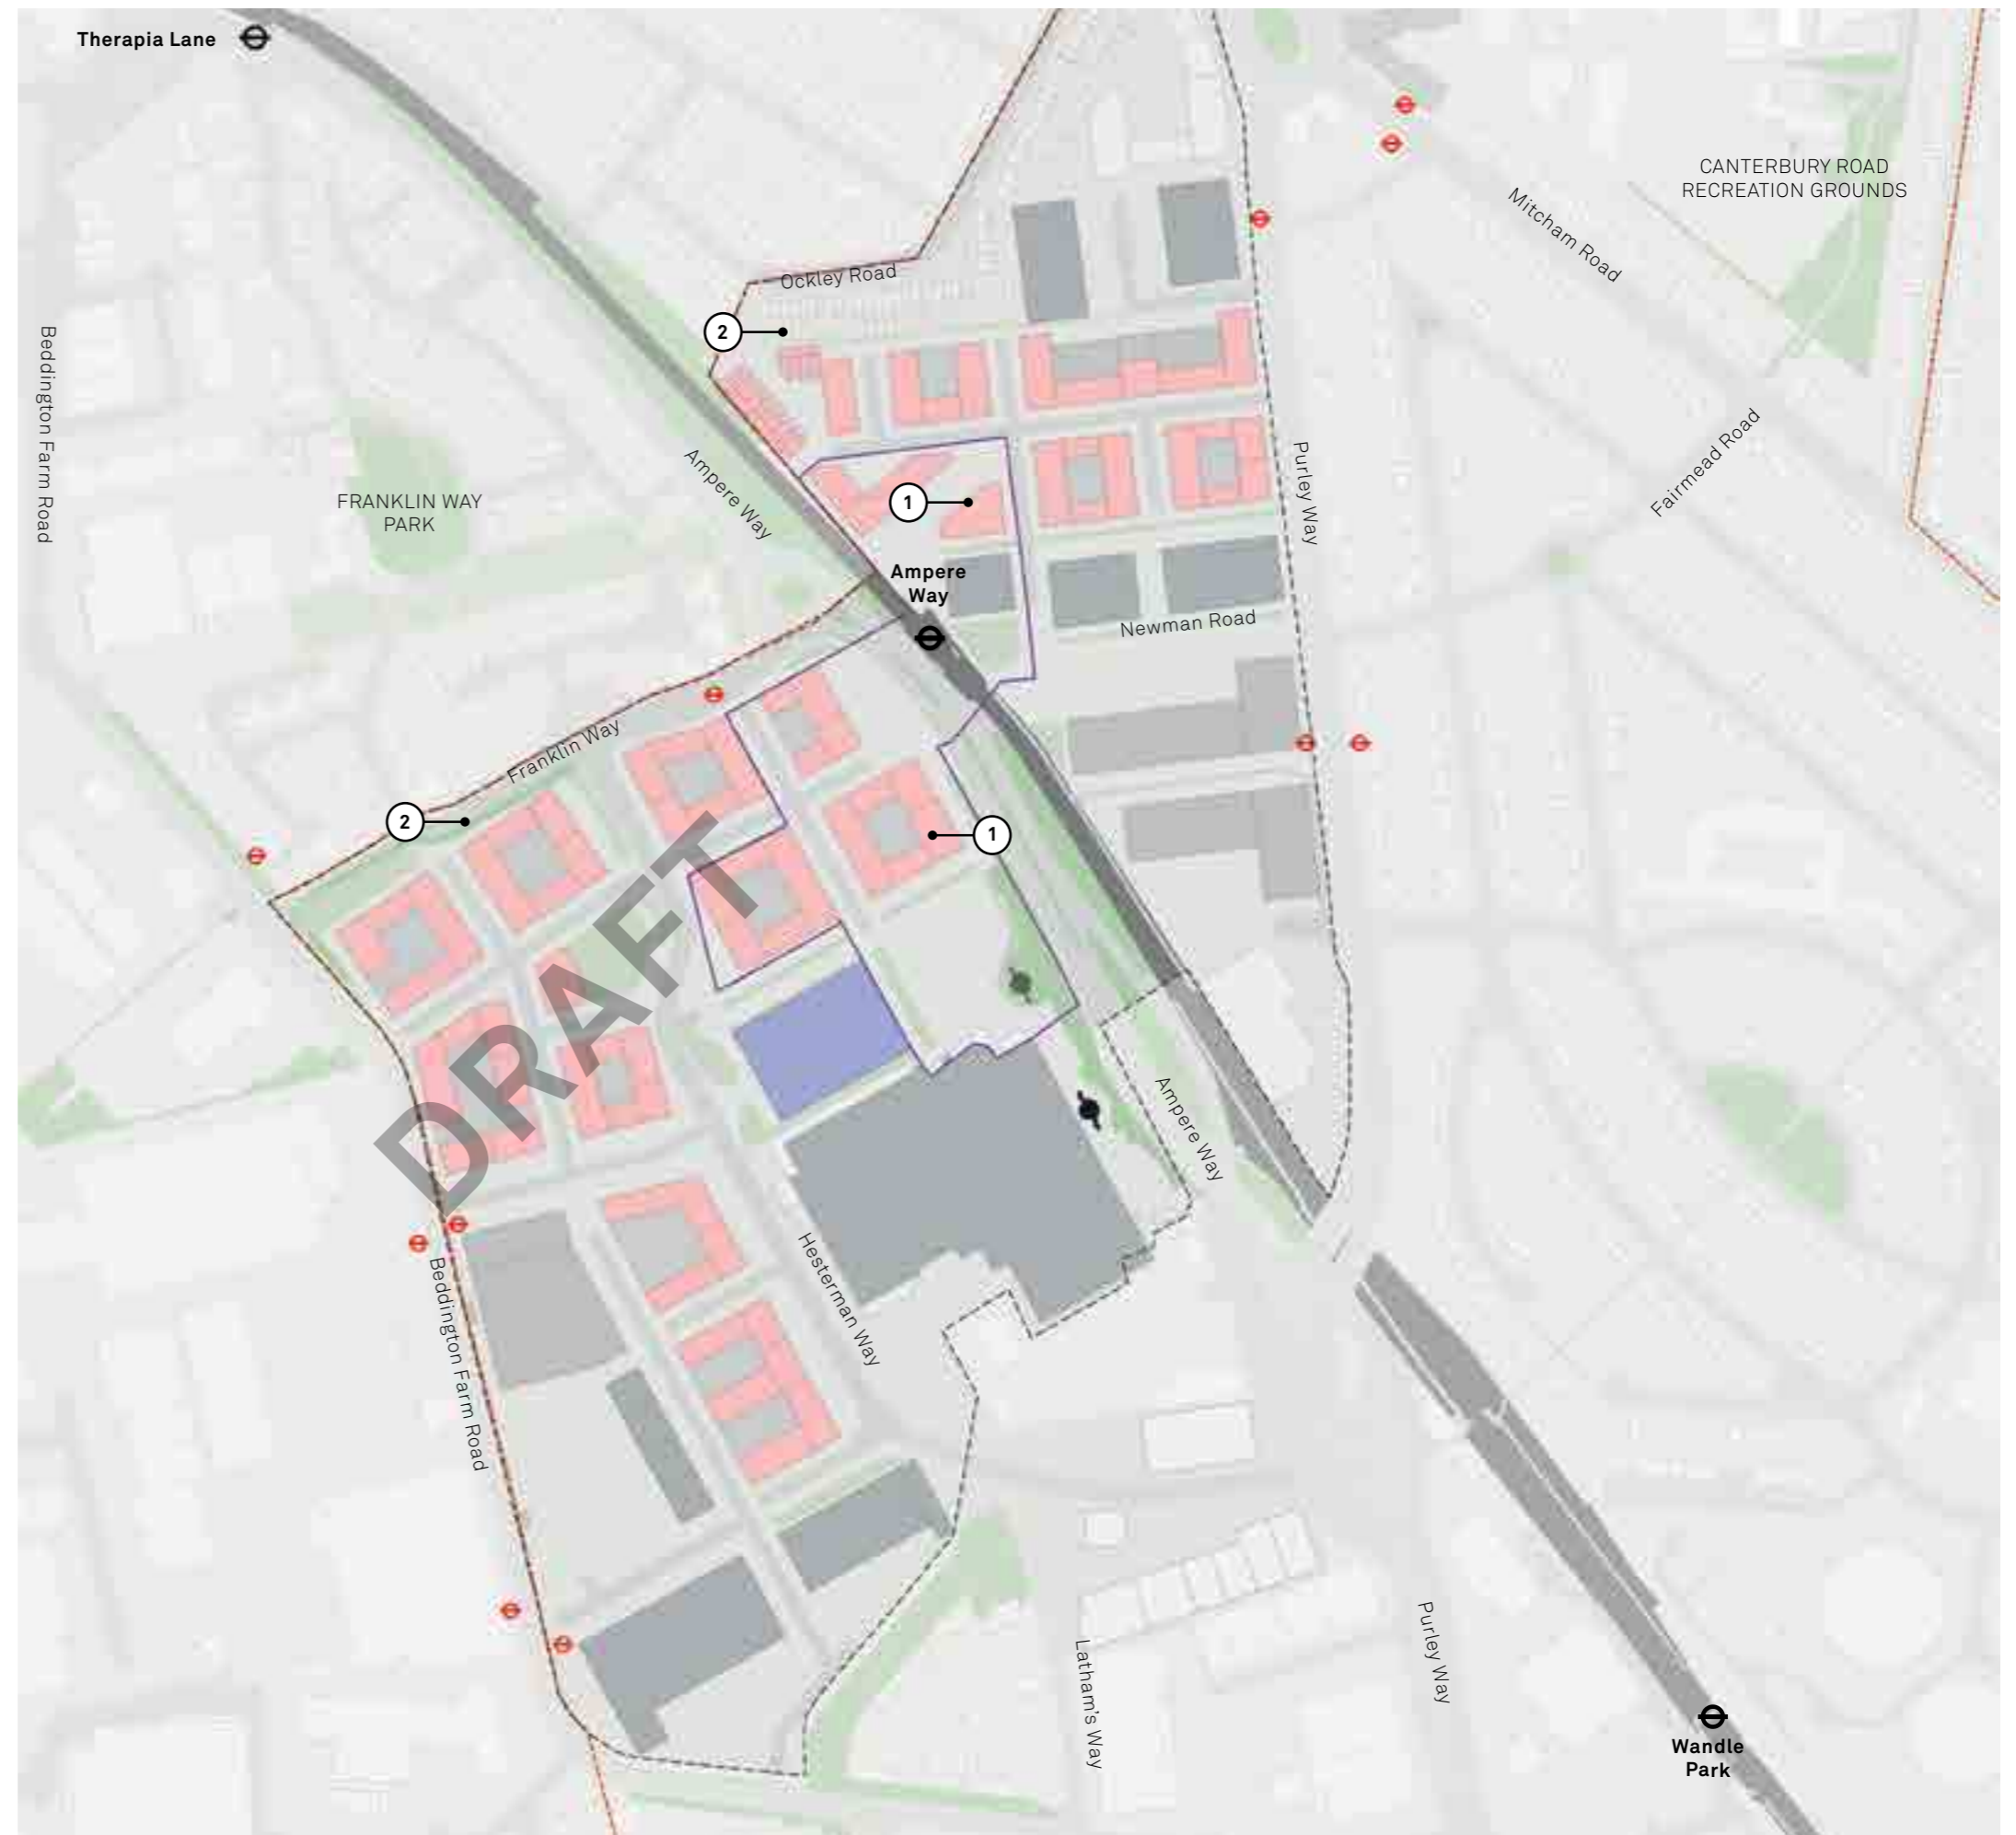 Therapia Lane
CANTERBURY ROAD
RECREATION GROUNDS
Mitcham Road
Ockley Road
2
Beddington Farm Road
Ampere Way
Purley Way
Fairmead Road
FRANKLIN WAY
PARK
1
Ampere
Way
Newman Road
Franklin Way
2
1
DRAFT
Ampere Way
Hesterman Way
Beddington Farm Road
Latham's Way
Purley Way
Wandle
Park